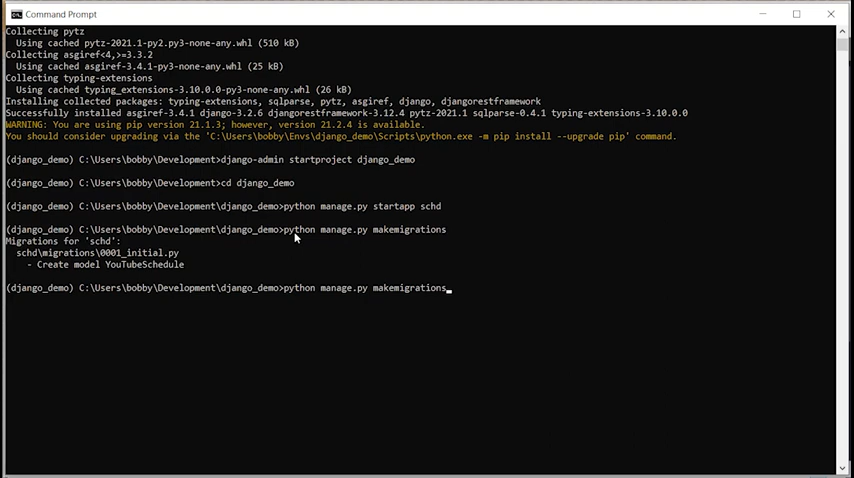 Command Prompt
Collecting pytz
Using cached pytz-2021.1-py2.py3-none-any.whl (510 kB)
Collecting asgiref<4,>=3.3.2
Using cached asgiref-3.4.1-py3-none-any.whl (25 kB)
Collecting typing-extensions
Using cached typing_extensions-3.10.0.0-py3-none-any.whl (26 kB)
Installing collected packages: typing-extensions, sqlparse, pytz, asgiref, django, djangorestframework
Successfully installed asgiref-3.4.1 django-3.2.6 djangorestframework-3.12.4 pytz-2021.1 sqlparse-0.4.1 typing-extensions-3.10.0.0
WARNING: You are using pip version 21.1.3; however, version 21.2.4 is available.
You should consider upgrading via the 'C:\Users\bobby\Envs\django_demo\Scripts\python.exe -m pip install --upgrade pip' command.
(django_demo) C:\Users\bobby\Development>django-admin startproject django_demo
(django_demo) C:\Users\bobby\Development>cd django_demo
(django_demo) C:\Users\bobby\Development\django_demo>python manage.py startapp schd
(django_demo) C:\Users\bobby\Development\django_demo>python manage.py makemigrations
Migrations for 'schd':
schd\migrations\0001_initial.py
- Create model YouTubeSchedule
(django_demo) C:\Users\bobby\Development\django_demo>python manage.py makemigrations